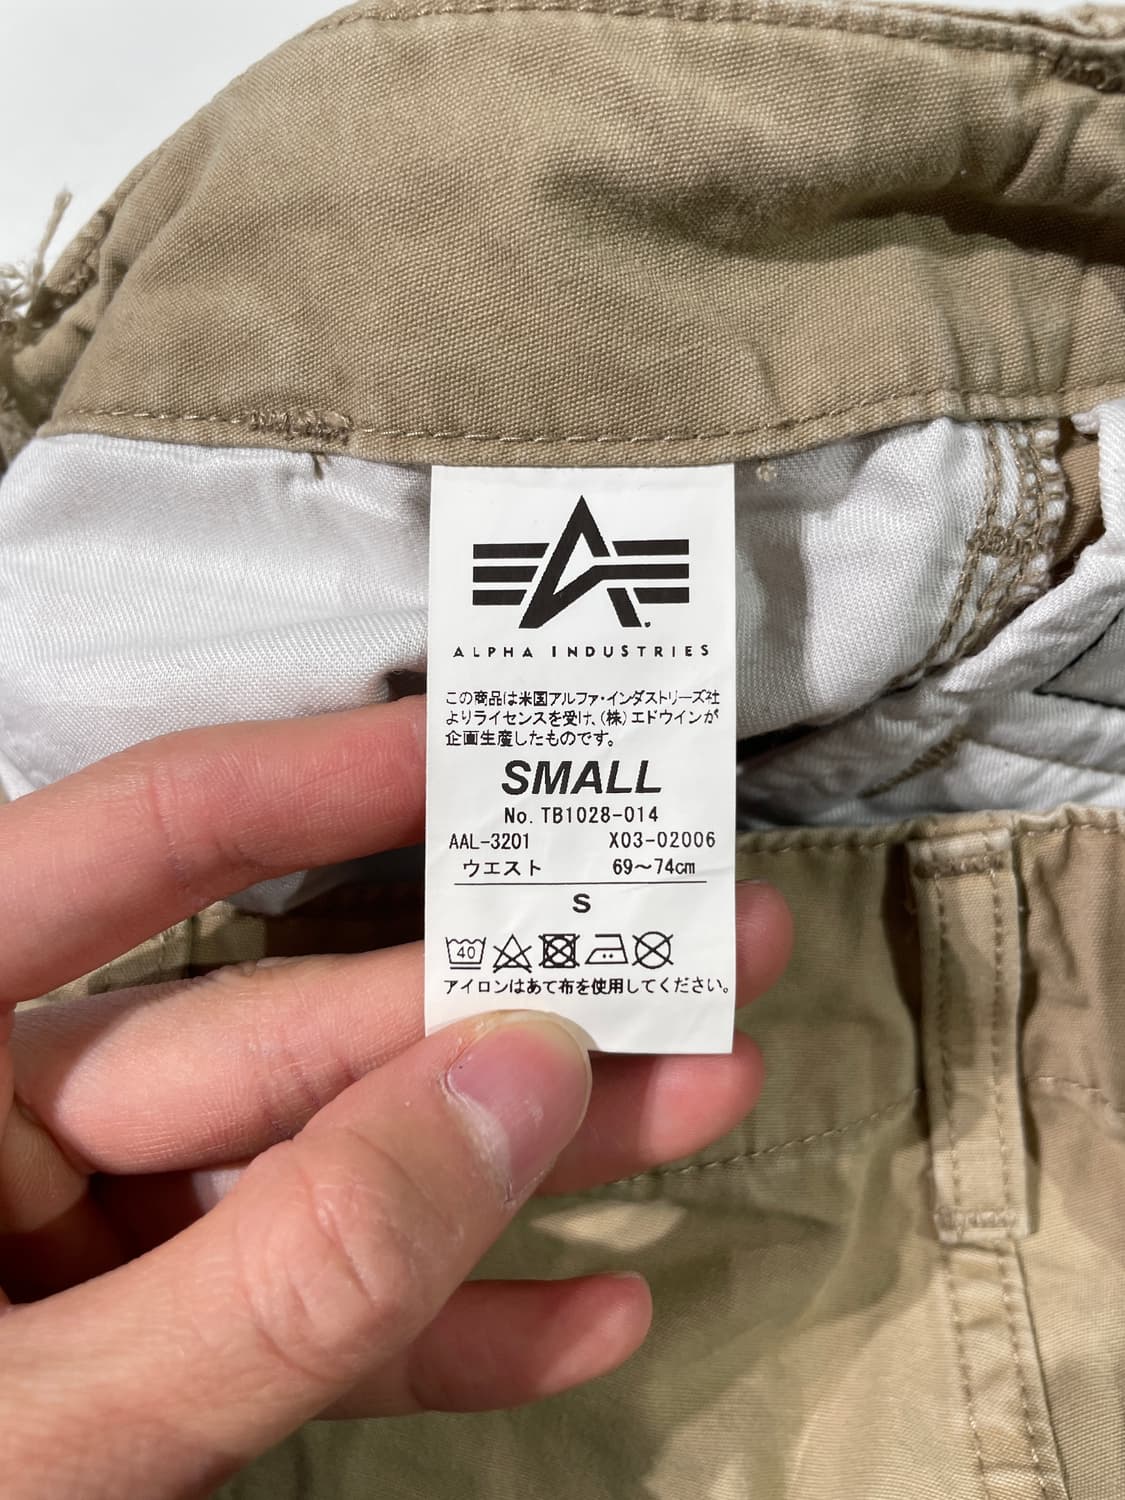 ALPHA INDUSTRIES
この商品は米国アルファ・インダストリーズ社
よりライセンスを受け、(株)エドウインが
企画生産したものです。
SMALL
No. TB1028-014
AAL-3201 X03-02006
ウエスト 69～74cm
S
40
アイロンはあて布を使用してください。